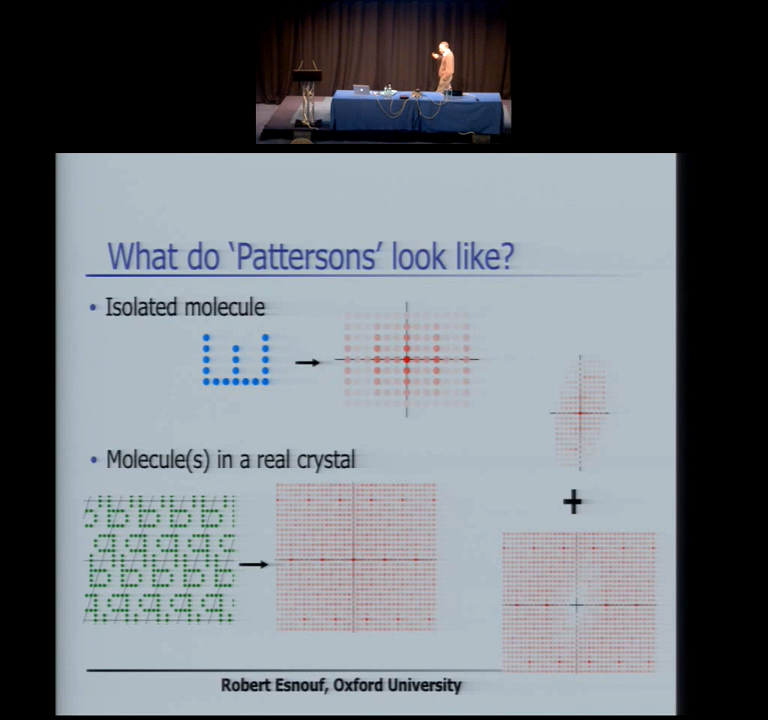 What do ‘Pattersons’ look like?
• Isolated molecule
• Molecule(s) in a real crystal
+
Robert Esnouf, Oxford University